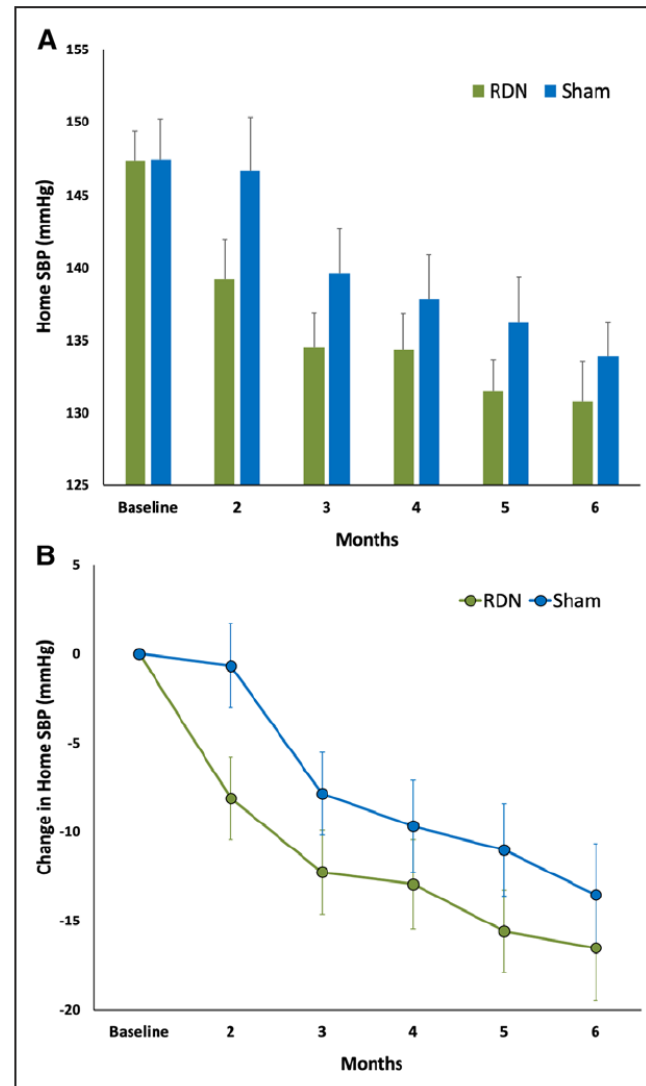 A
RDN Sham
Home SBP (mmHg)
155
150
145
140
135
130
125
Baseline 2 3 4 5 6
Months
B
RDN Sham
Change in Home SBP (mmHg)
5
0
-5
-10
-15
-20
Baseline 2 3 4 5 6
Months